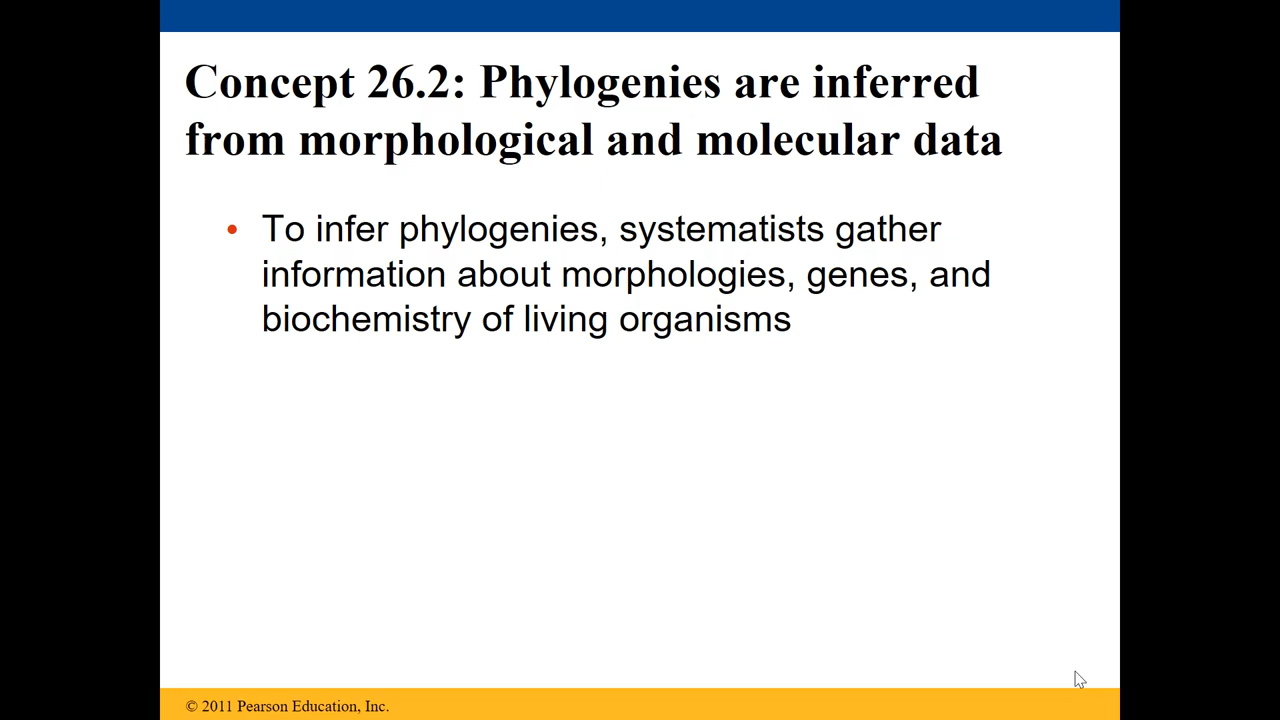 Concept 26.2: Phylogenies are inferred
from morphological and molecular data
• To infer phylogenies, systematists gather
information about morphologies, genes, and
biochemistry of living organisms
© 2011 Pearson Education, Inc.